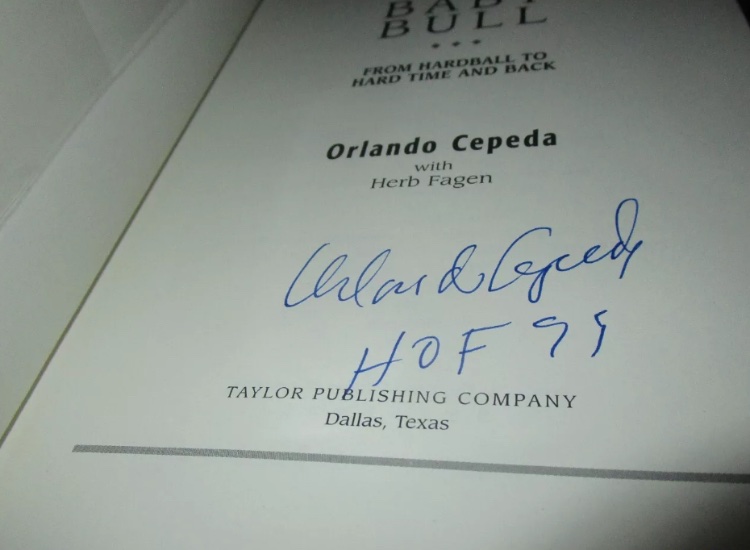 BABY
BULL
• • •
FROM HARDBALL TO
HARD TIME AND BACK
Orlando Cepeda
with
Herb Fagen
Orlando Cepeda
HOF 99
TAYLOR PUBLISHING COMPANY
Dallas, Texas